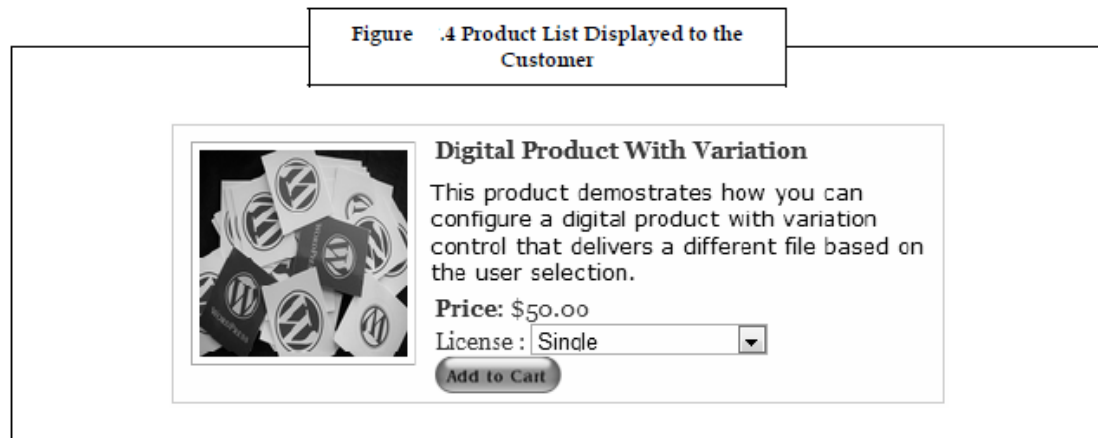 Figure .4 Product List Displayed to the
Customer
Digital Product With Variation
This product demostrates how you can
configure a digital product with variation
control that delivers a different file based on
the user selection.
Price: $50.00
License : Single
Add to Cart
WORDPRESS